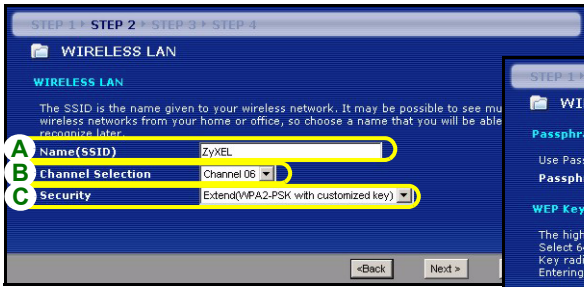 STEP 1 STEP 2 STEP 3 STEP 4
WIRELESS LAN
WIRELESS LAN
The SSID is the name given to your wireless network. It may be possible to see mu
wireless networks from your home or office, so choose a name that you will be able
recognize later.
A Name(SSID) ZyXEL
B Channel Selection Channel 06
C Security Extend(WPA2-PSK with customized key)
<Back Next >
STEP 1
WI
Passphra
Use Pas
Passph
WEP Key
The high
Select 6
Key radi
Entering